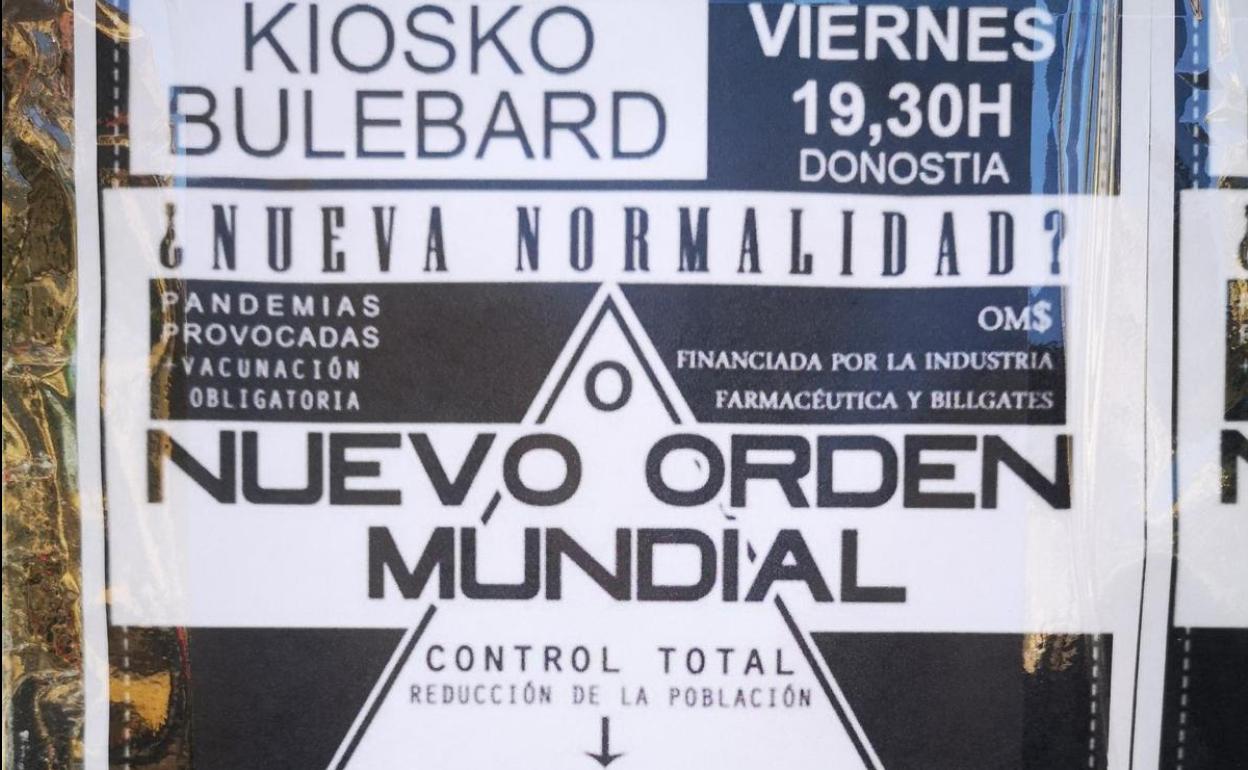 KIOSKO
BULEBARD
VIERNES
19,30H
DONOSTIA
¿NUEVA NORMALIDAD?
PANDEMIAS
PROVOCADAS
-VACUNACIÓN
OBLIGATORIA
OM$
FINANCIADA POR LA INDUSTRIA
FARMACÉUTICA Y BILLGATES
O
NUEVO ORDEN
MUNDIAL
CONTROL TOTAL
REDUCCIÓN DE LA POBLACIÓN